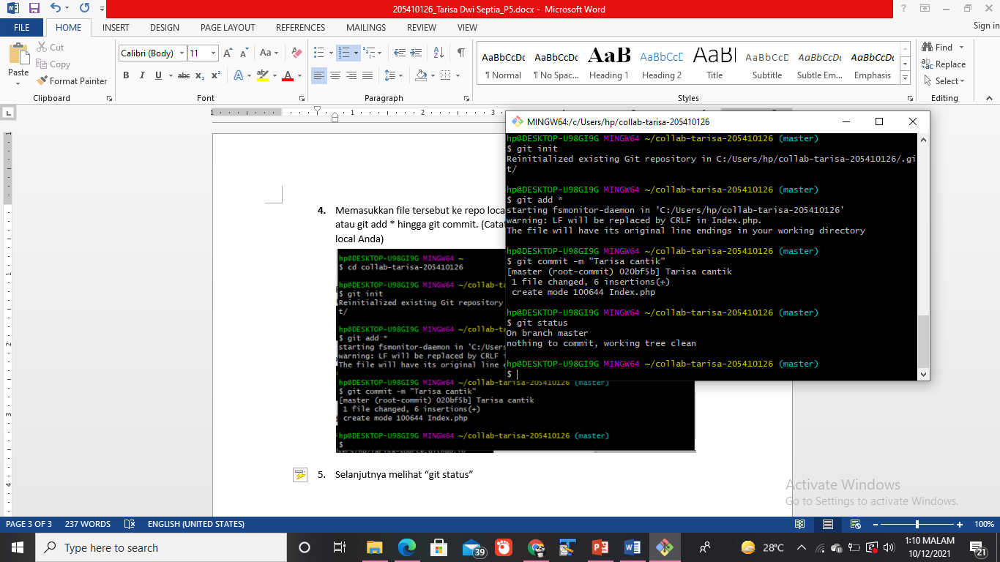 205410126_Tarisa Dwi Septia_P5.docx - Microsoft Word
FILE HOME INSERT DESIGN PAGE LAYOUT REFERENCES MAILINGS REVIEW VIEW Sign in
Paste
Cut
Copy
Format Painter
Clipboard
Calibri (Body) 11
Font
Paragraph
AaBbCcDc AaBbCcDc AaB AaBbCcD AaB AaBbCcD AaBbCcDc AaBbCcDc
¶ Normal ¶ No Spac... Heading 1 Heading 2 Title Subtitle Subtle Em... Emphasis
Styles
Find
Replace
Select
Editing
4. Memasukkan file tersebut ke repo loca
atau git add * hingga git commit. (Catat
local Anda)
hp@DESKTOP-U98GI9G MINGW64 ~
$ cd collab-tarisa-205410126
hp@DESKTOP-U98GI9G MINGW64 ~/collab-ta
$ git init
Reinitialized existing Git repository
t/
hp@DESKTOP-U98GI9G MINGW64 ~/collab-ta
$ git add *
starting fsmonitor-daemon in 'C:/Users
warning: LF will be replaced by CRLF i
The file will have its original line e
hp@DESKTOP-U98GI9G MINGW64 ~/collab-tarisa-205410126 (master)
$ git commit -m "Tarisa cantik"
[master (root-commit) 020bf5b] Tarisa cantik
1 file changed, 6 insertions(+)
create mode 100644 Index.php
hp@DESKTOP-U98GI9G MINGW64 ~/collab-tarisa-205410126 (master)
$
5. Selanjutnya melihat “git status”
MINGW64:/c/Users/hp/collab-tarisa-205410126
hp@DESKTOP-U98GI9G MINGW64 ~/collab-tarisa-205410126 (master)
$ git init
Reinitialized existing Git repository in C:/Users/hp/collab-tarisa-205410126/.gi
t/
hp@DESKTOP-U98GI9G MINGW64 ~/collab-tarisa-205410126 (master)
$ git add *
starting fsmonitor-daemon in 'C:/Users/hp/collab-tarisa-205410126'
warning: LF will be replaced by CRLF in Index.php.
The file will have its original line endings in your working directory
hp@DESKTOP-U98GI9G MINGW64 ~/collab-tarisa-205410126 (master)
$ git commit -m "Tarisa cantik"
[master (root-commit) 020bf5b] Tarisa cantik
1 file changed, 6 insertions(+)
create mode 100644 Index.php
hp@DESKTOP-U98GI9G MINGW64 ~/collab-tarisa-205410126 (master)
$ git status
On branch master
nothing to commit, working tree clean
hp@DESKTOP-U98GI9G MINGW64 ~/collab-tarisa-205410126 (master)
$
Activate Windows
Go to Settings to activate Windows.
PAGE 3 OF 3 237 WORDS ENGLISH (UNITED STATES) 100%
Type here to search
39
28°C
1:10 MALAM
10/12/2021
21